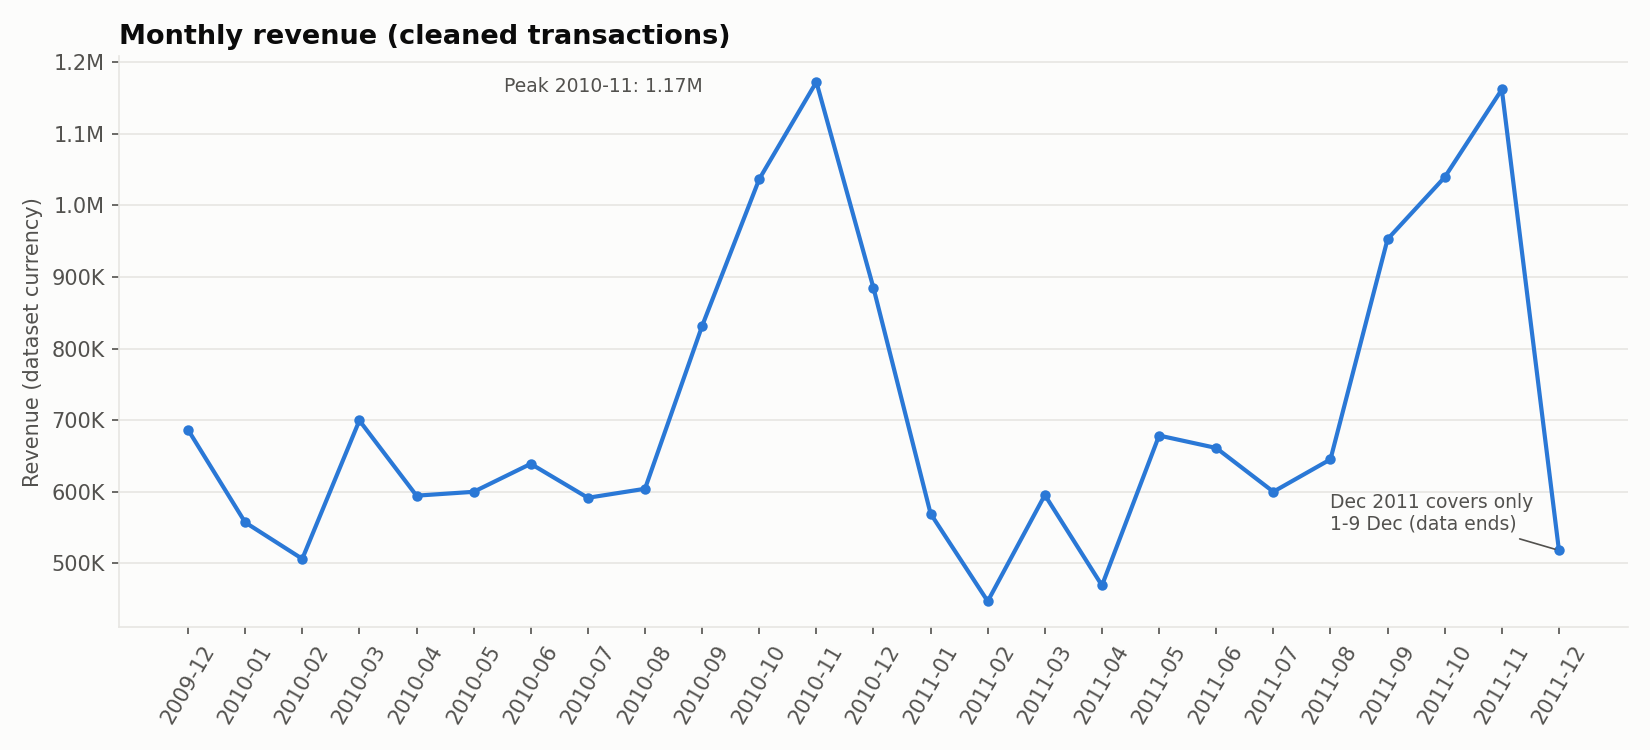 Monthly revenue (cleaned transactions)
Revenue (dataset currency)
1.2M
1.1M
1.0M
900K
800K
700K
600K
500K
Peak 2010-11: 1.17M
Dec 2011 covers only
1-9 Dec (data ends)
2009-12
2010-01
2010-02
2010-03
2010-04
2010-05
2010-06
2010-07
2010-08
2010-09
2010-10
2010-11
2010-12
2011-01
2011-02
2011-03
2011-04
2011-05
2011-06
2011-07
2011-08
2011-09
2011-10
2011-11
2011-12